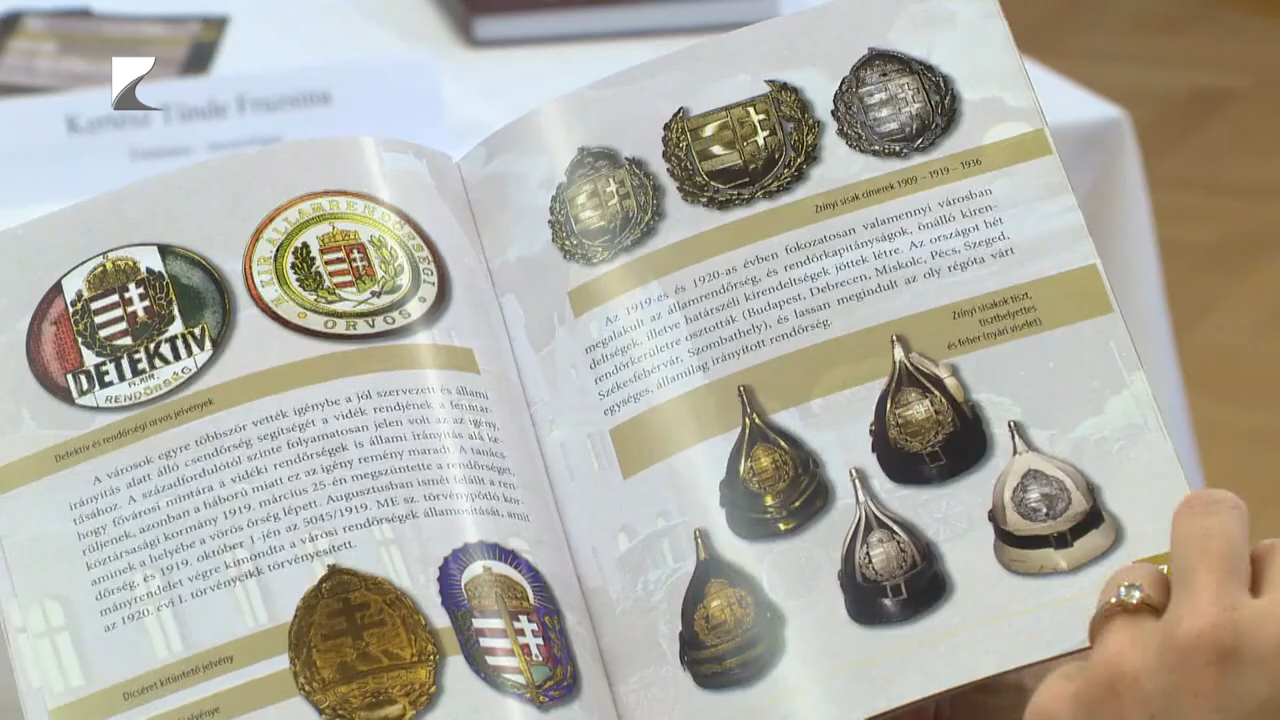 Kertész Tünde Fruzsina
DETEKTIV
M. KIR.
RENDŐRSÉG
M. KIR. ÁLLAMRENDŐRSÉGI
ORVOS
Detektív és rendőrségi orvos jelvények
A városok egyre többször vették igénybe a jól szervezett és állami
irányítás alatt álló csendőrség segítségét a vidék rendjének a fenntar-
tásához. A századfordulótól szinte folyamatosan jelen volt az az igény,
hogy fővárosi mintára a vidéki rendőrségek is állami irányítás alá ke-
rüljenek, azonban a háború miatt ez az igény remény maradt. A tanács-
köztársasági kormány 1919. március 25-én megszüntette a rendőrséget,
aminek a helyébe a vörös őrség lépett. Augusztusban ismét felállt a ren-
dőrség, és 1919. október 1-jén az 5045/1919. ME sz. törvénypótló kor-
mányrendelet végre kimondta a városi rendőrségek államosítását, amit
az 1920. évi I. törvénycikk törvényesített.
Dicséret kitüntető jelvény
jelvénye
Zrínyi sisak címerek 1909 – 1919 – 1936
Az 1919-es és 1920-as évben fokozatosan valamennyi városban
megalakult az államrendőrség, és rendőrkapitányságok, önálló kiren-
deltségek, illetve határszéli kirendeltségek jöttek létre. Az országot hét
rendőrkerületre osztották (Budapest, Debrecen, Miskolc, Pécs, Szeged,
Székesfehérvár, Szombathely), és lassan megindult az oly régóta várt
egységes, államilag irányított rendőrség.
Zrínyi sisakok tiszt,
tiszthelyettes
és fehér (nyári viselet)